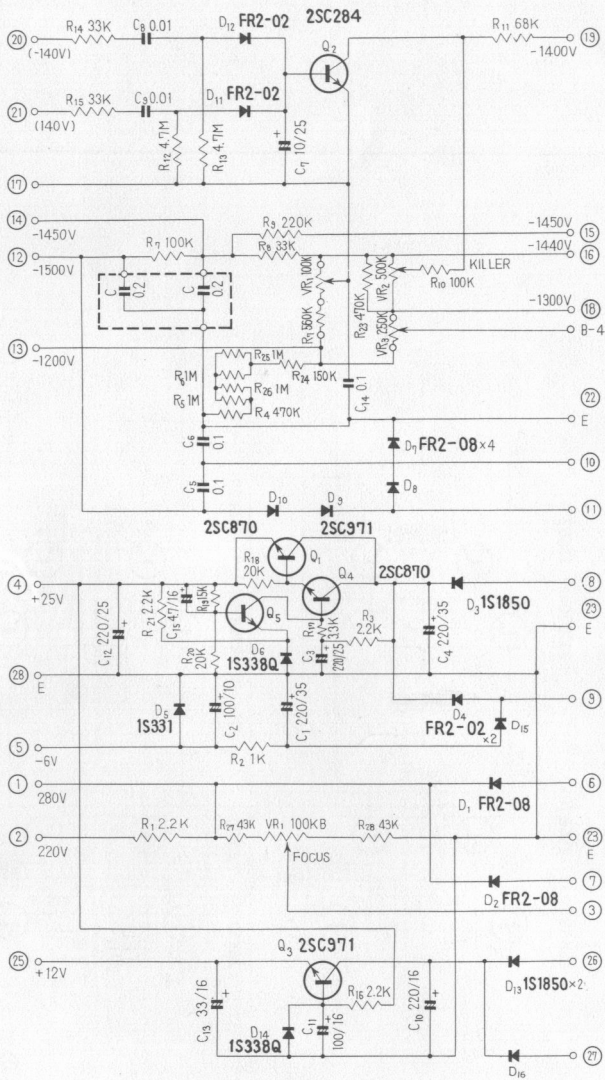 R14 33K C8 0.01 D12 FR2-02 2SC284 R11 68K
20 Q2 19
(-140V) -1400V
R15 33K C9 0.01 D11 FR2-02
21
(140V)
R12 4.7M R13 4.7M C7 10/25
17
14
-1450V R9 220K 15
-1450V
R7 100K R8 33K
12 16
-1500V -1440V
C 0.2 C 0.2 VR1 100K VR2 500K KILLER
R10 100K
-1300V
R1 560K R23 470K VR3 250K 18
B-4
13
-1200V R25 1M
R6 1M R24 150K
R26 1M
R5 1M C14 0.1
R4 470K 22
E
C6 0.1 D7 FR2-08×4
10
C5 0.1 D8
D10 D9 11
2SC870 2SC971
Q1
R18 20K Q4 2SC870
4 8
+25V D3 1S1850
R21 2.2K C15 47/16 R19 15K Q5 R3 2.2K 23
C12 220/25 3.3K E
R20 20K D6 C3 220/25 C4 220/35
1S338Q
28
E
D5 C2 100/10 C1 220/35 D4 9
1S331 FR2-02 ×2 D15
5
-6V R2 1K
1 6
280V D1 FR2-08
R1 2.2K R27 43K VR1 100KB R28 43K
2 23
220V E
FOCUS
7
D2 FR2-08
3
Q3 2SC971
25 26
+12V D13 1S1850×2
C13 33/16 R16 2.2K C10 220/16
D14 C11 100/16
1S338Q
27
D16